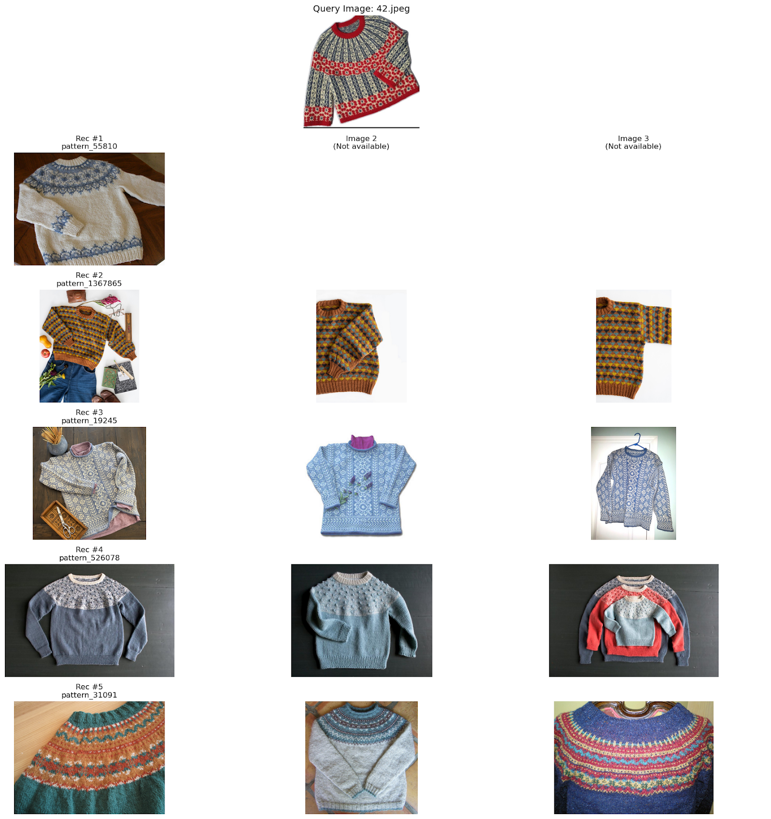 Query Image: 42.jpeg
Rec #1
pattern_55810
Image 2
(Not available)
Image 3
(Not available)
Rec #2
pattern_1367865
Rec #3
pattern_19245
Rec #4
pattern_526078
Rec #5
pattern_31091